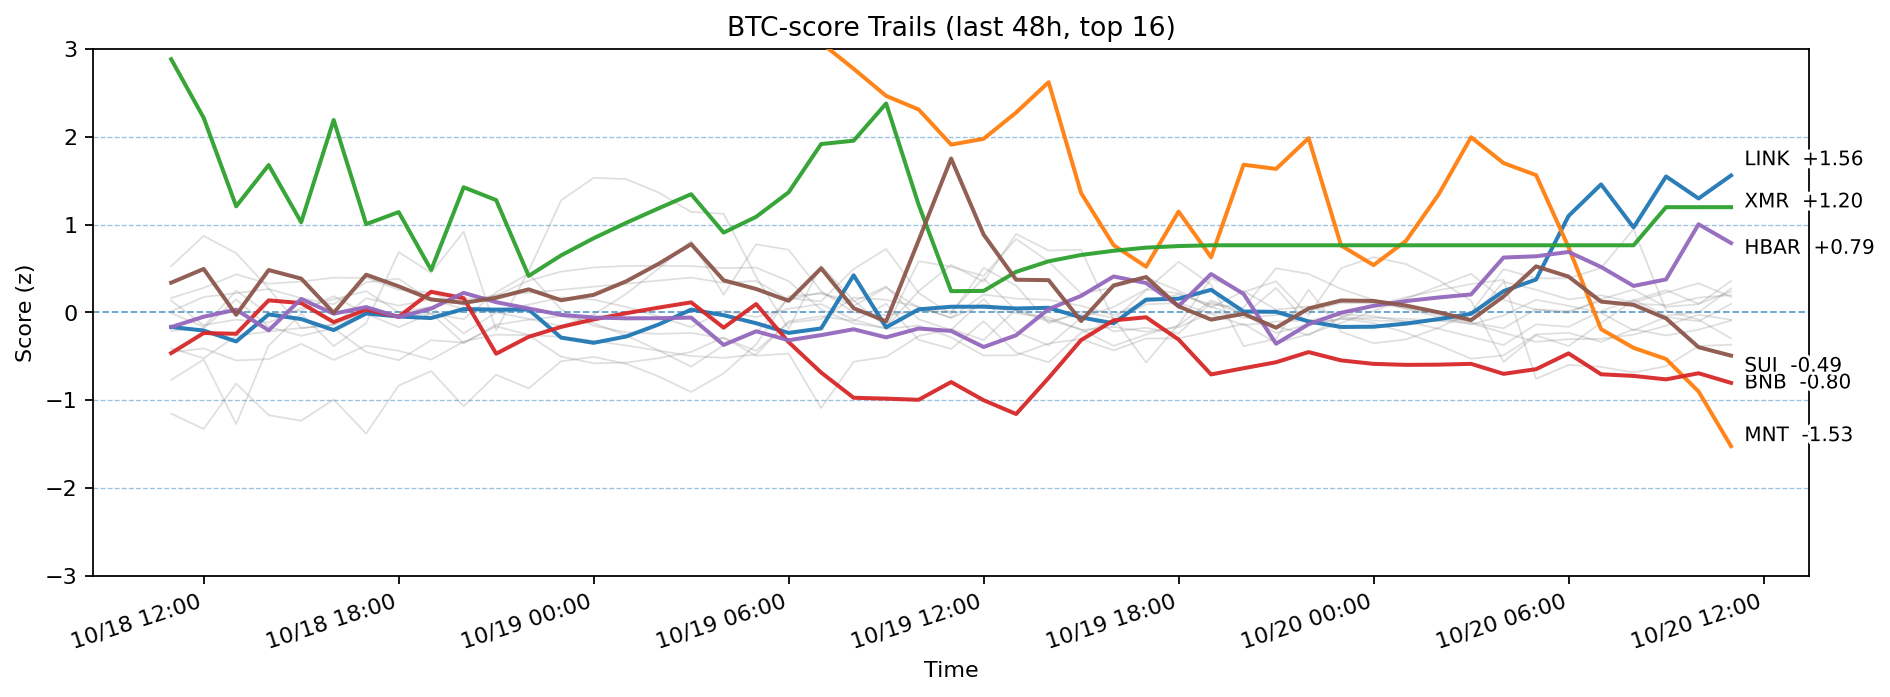 BTC-score Trails (last 48h, top 16)
3
2
1
0
−1
−2
−3
Score (z)
LINK +1.56
XMR +1.20
HBAR +0.79
SUI -0.49
BNB -0.80
MNT -1.53
10/18 12:00
10/18 18:00
10/19 00:00
10/19 06:00
10/19 12:00
10/19 18:00
10/20 00:00
10/20 06:00
10/20 12:00
Time